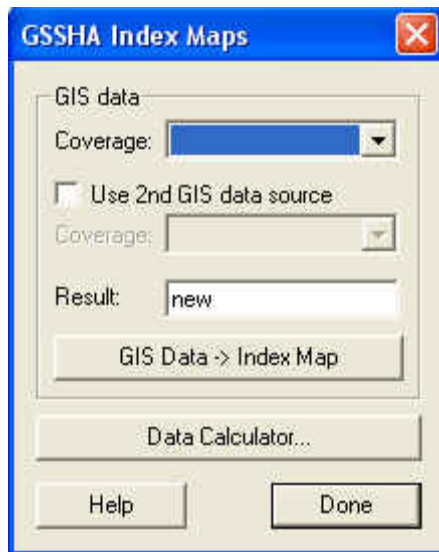 GSSHA Index Maps
GIS data
Coverage:
Use 2nd GIS data source
Coverage:
Result: new
GIS Data -> Index Map
Data Calculator...
Help Done